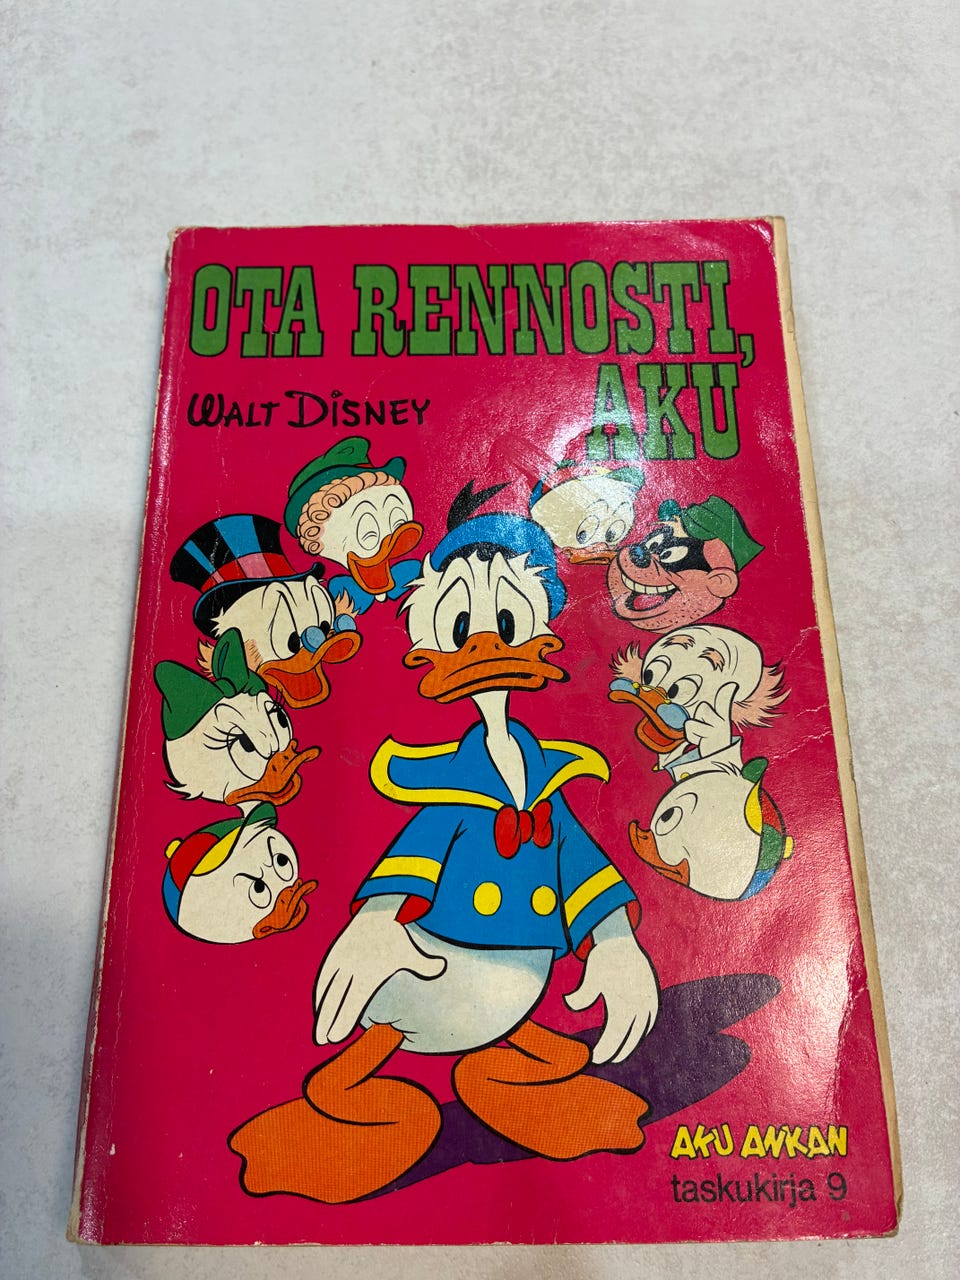 OTA RENNOSTI,
AKU
WALT DISNEY
AKU ANKAN
taskukirja 9